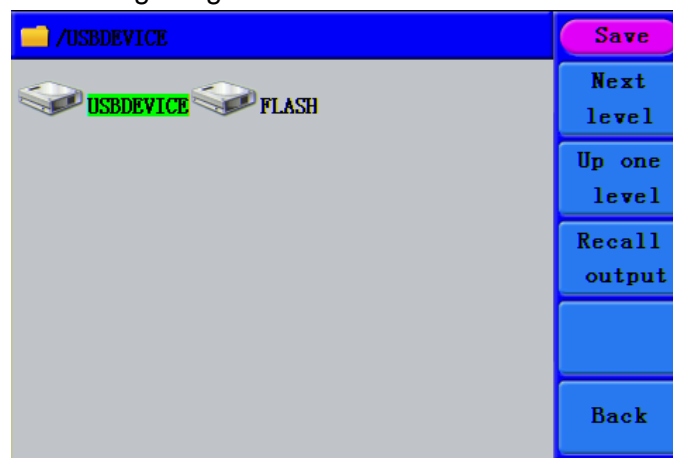 /USBDEVICE
Save
USBDEVICE FLASH
Next
level
Up one
level
Recall
output
Back